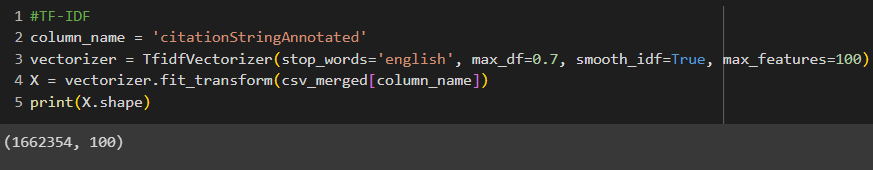 1 #TF-IDF
2 column_name = 'citationStringAnnotated'
3 vectorizer = TfidfVectorizer(stop_words='english', max_df=0.7, smooth_idf=True, max_features=100)
4 X = vectorizer.fit_transform(csv_merged[column_name])
5 print(X.shape)
(1662354, 100)